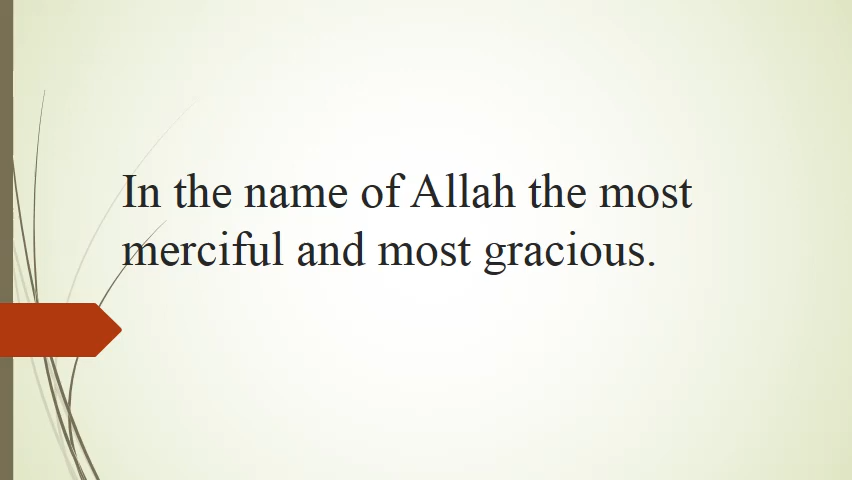 In the name of Allah the most
merciful and most gracious.